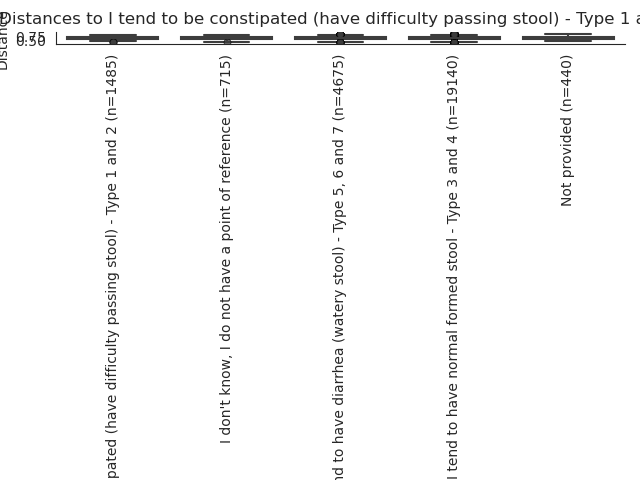 Distances to I tend to be constipated (have difficulty passing stool) - Type 1 a
Distanc
0.75
0.50
pated (have difficulty passing stool) - Type 1 and 2 (n=1485)
I don't know, I do not have a point of reference (n=715)
nd to have diarrhea (watery stool) - Type 5, 6 and 7 (n=4675)
I tend to have normal formed stool - Type 3 and 4 (n=19140)
Not provided (n=440)